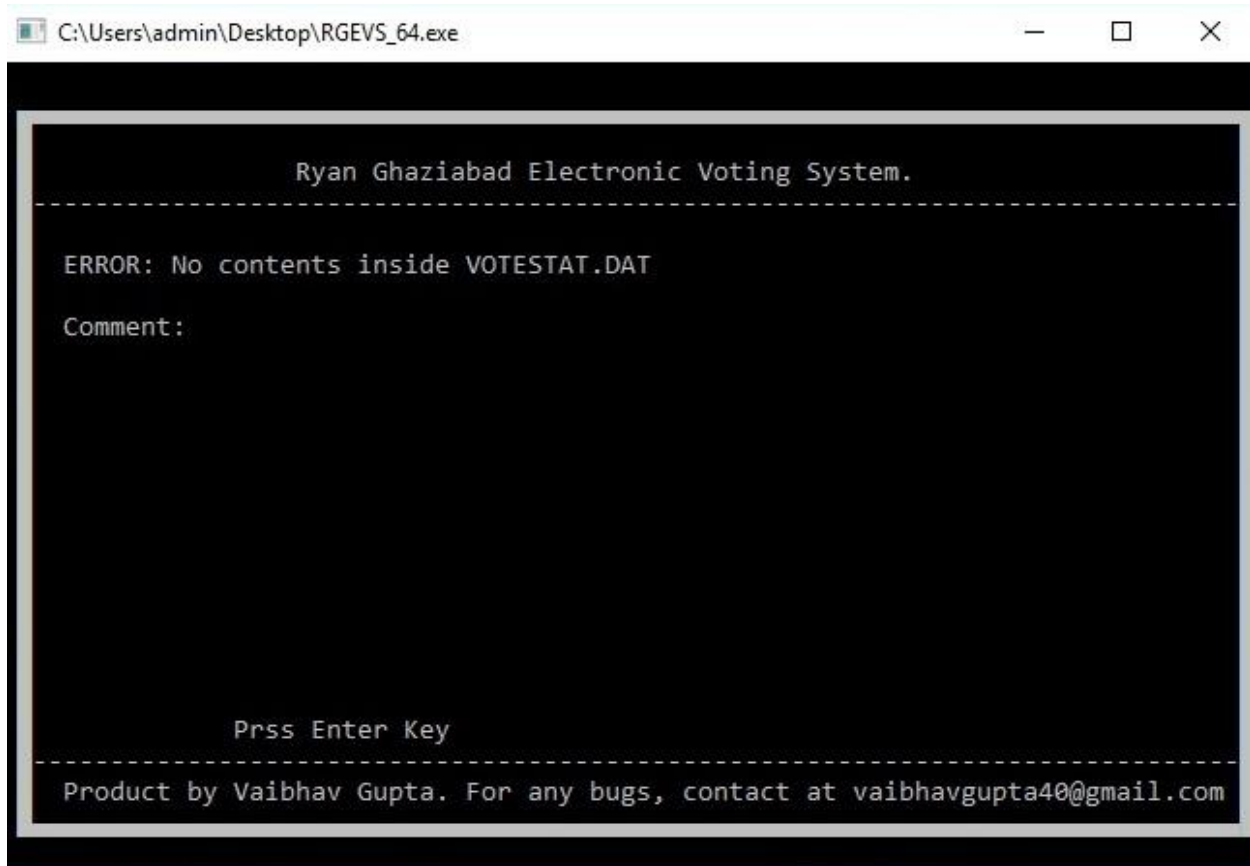 C:\Users\admin\Desktop\RGEVS_64.exe
Ryan Ghaziabad Electronic Voting System.
ERROR: No contents inside VOTESTAT.DAT
Comment:
Prss Enter Key
Product by Vaibhav Gupta. For any bugs, contact at vaibhavgupta40@gmail.com